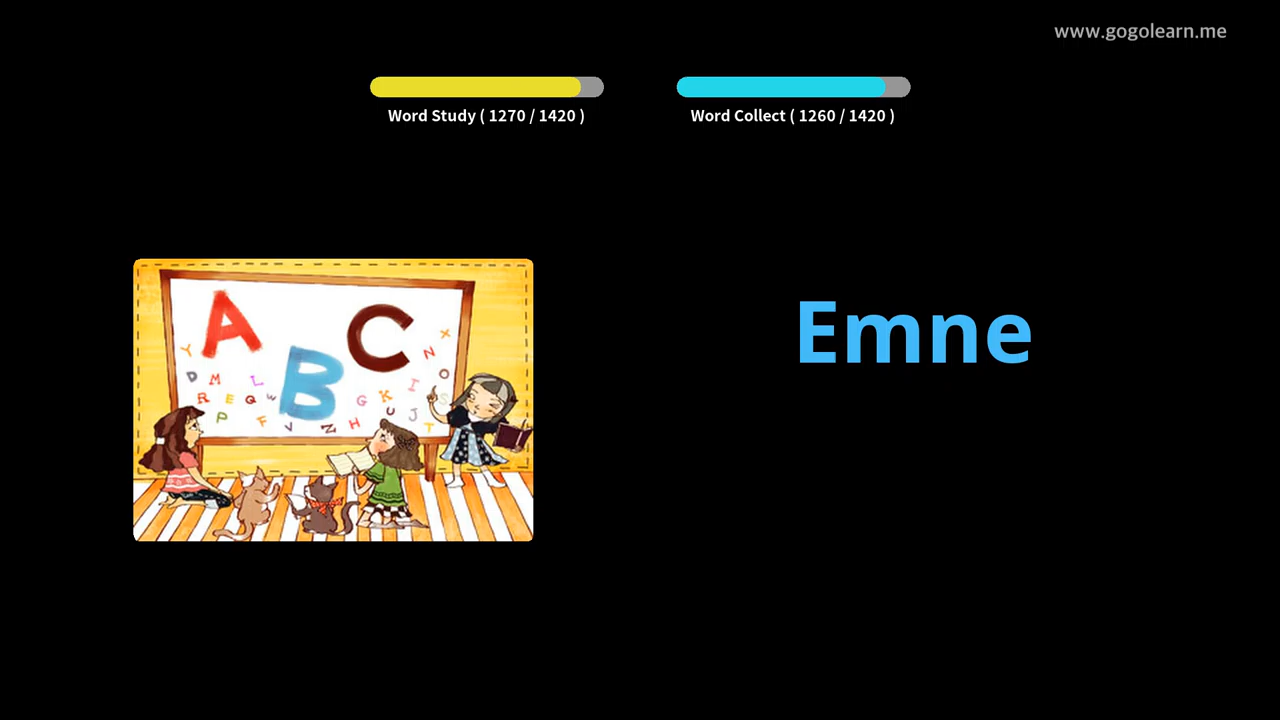 www.gogolearn.me
Word Study ( 1270 / 1420 )
Word Collect ( 1260 / 1420 )
Emne
A
B
C
X
Y
N
D M L
O
R E Q W
G K I
S
P F V Z H U J T